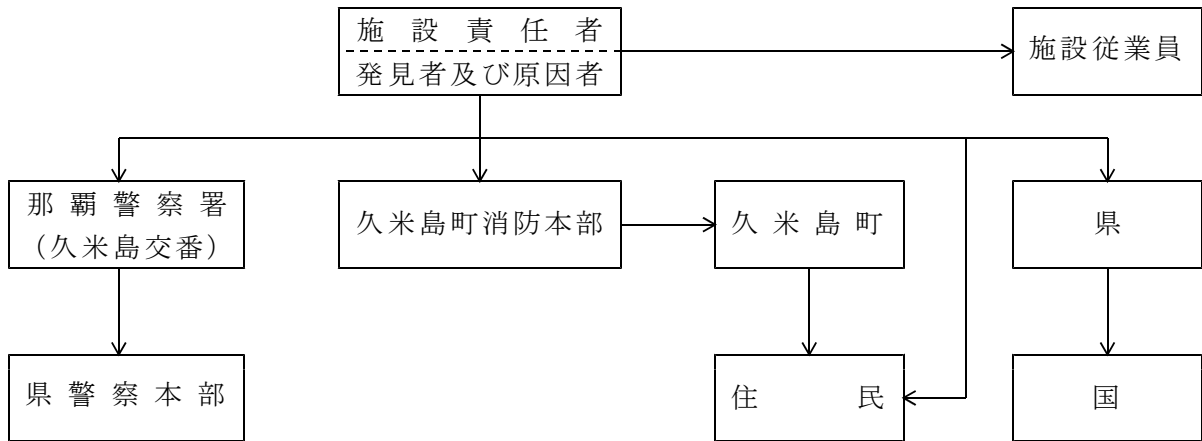 施設責任者
発見者及び原因者
施設従業員
那覇警察署
（久米島交番）
久米島町消防本部
久米島町
県
県警察本部
住民
国